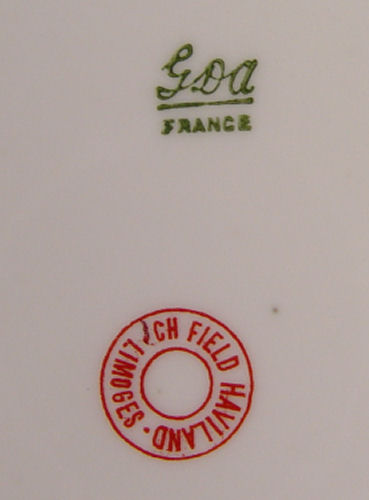 GDA
FRANCE
CH FIELD HAVILAND · LIMOGES